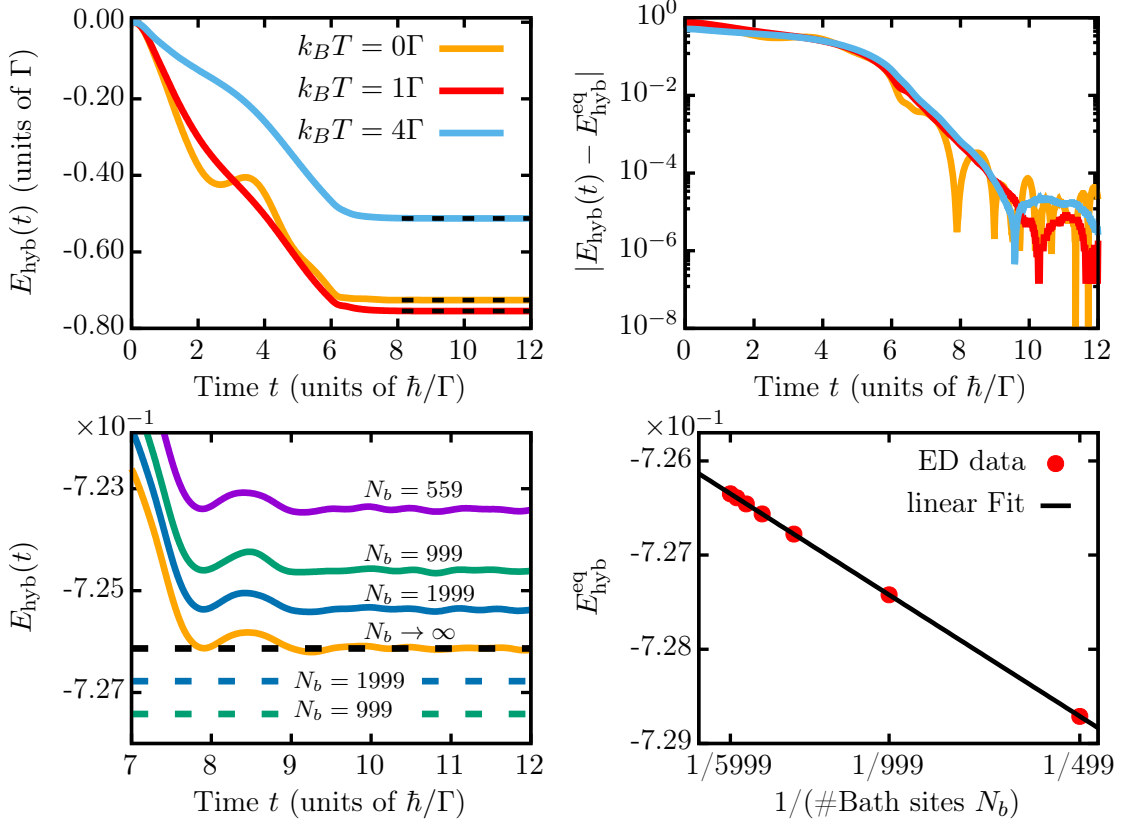 0.00
-0.20
-0.40
-0.60
-0.80
E_hyb(t) (units of Γ)
k_BT = 0Γ
k_BT = 1Γ
k_BT = 4Γ
0 2 4 6 8 10 12
Time t (units of ħ/Γ)
10^0
10^-2
10^-4
10^-6
10^-8
|E_hyb(t) − E_hyb^eq|
0 2 4 6 8 10 12
Time t (units of ħ/Γ)
×10^-1
-7.23
-7.25
-7.27
E_hyb(t)
N_b = 559
N_b = 999
N_b = 1999
N_b → ∞
N_b = 1999
N_b = 999
7 8 9 10 11 12
Time t (units of ħ/Γ)
×10^-1
-7.26
-7.27
-7.28
-7.29
E_hyb^eq
ED data
linear Fit
1/5999 1/999 1/499
1/(#Bath sites N_b)